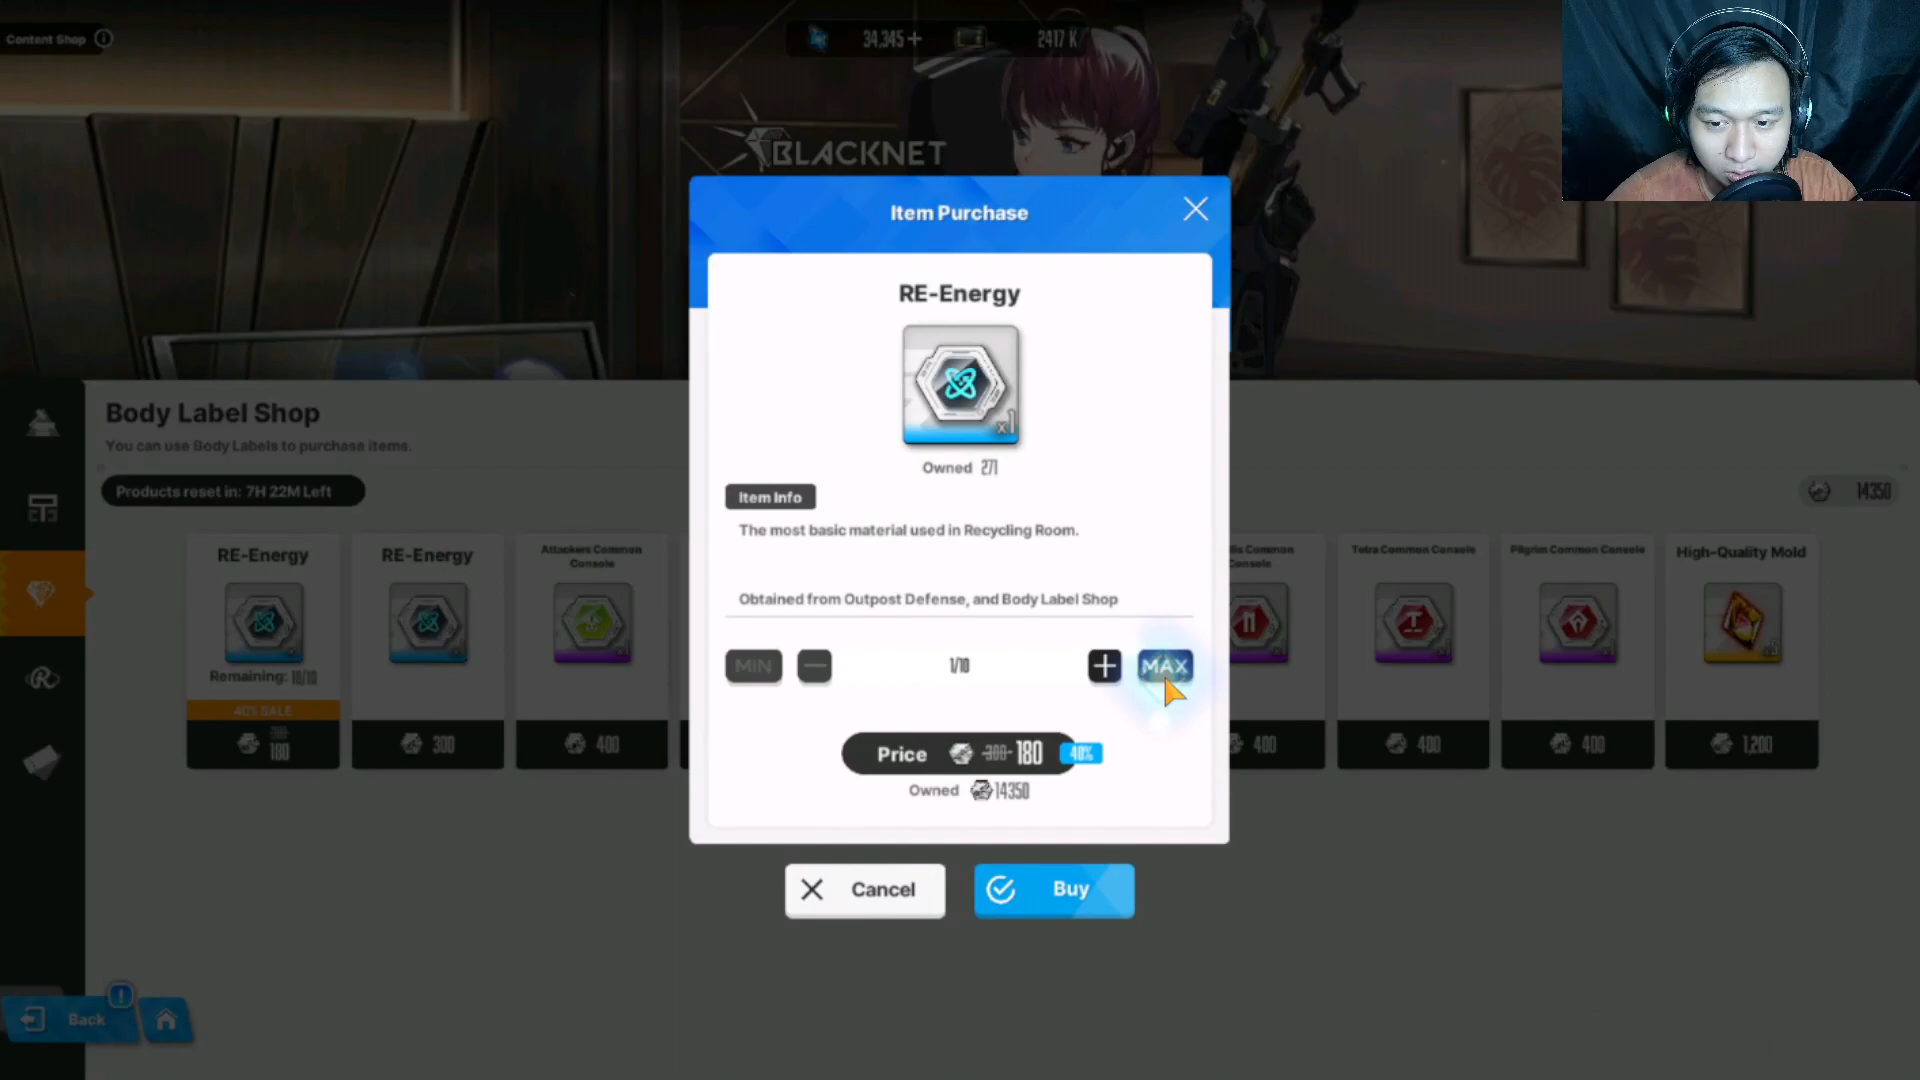 Content Shop
34,345
2417 K
BLACKNET
Item Purchase
RE-Energy
x1
Owned 271
Item Info
The most basic material used in Recycling Room.
Obtained from Outpost Defense, and Body Label Shop
MIN
1/10
MAX
Price 300 180 40%
Owned 14350
Cancel
Buy
Body Label Shop
You can use Body Labels to purchase items.
Products reset in: 7H 22M Left
14350
RE-Energy
Remaining: 10/10
40% SALE
180
RE-Energy
300
Attackers Common
Console
400
Common
Console
400
Tetra Common Console
400
Pilgrim Common Console
400
High-Quality Mold
1,200
Back